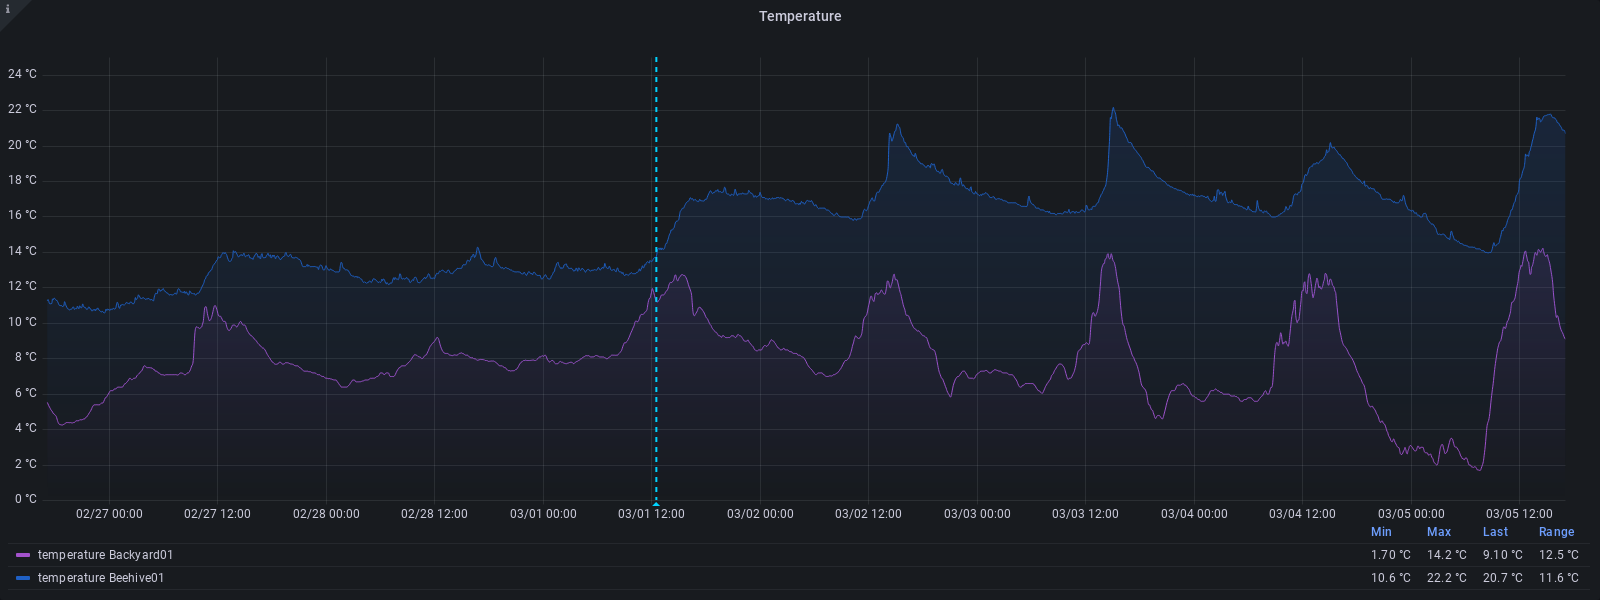 i
Temperature
24 °C
22 °C
20 °C
18 °C
16 °C
14 °C
12 °C
10 °C
8 °C
6 °C
4 °C
2 °C
0 °C
02/27 00:00 02/27 12:00 02/28 00:00 02/28 12:00 03/01 00:00 03/01 12:00 03/02 00:00 03/02 12:00 03/03 00:00 03/03 12:00 03/04 00:00 03/04 12:00 03/05 00:00 03/05 12:00
Min Max Last Range
temperature Backyard01 1.70 °C 14.2 °C 9.10 °C 12.5 °C
temperature Beehive01 10.6 °C 22.2 °C 20.7 °C 11.6 °C